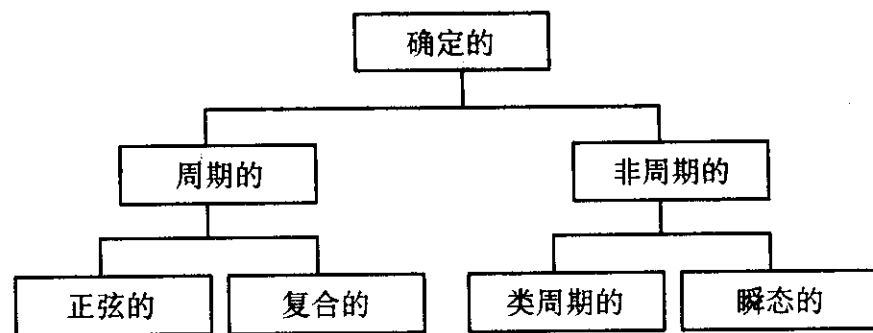 确定的
周期的
非周期的
正弦的
复合的
类周期的
瞬态的